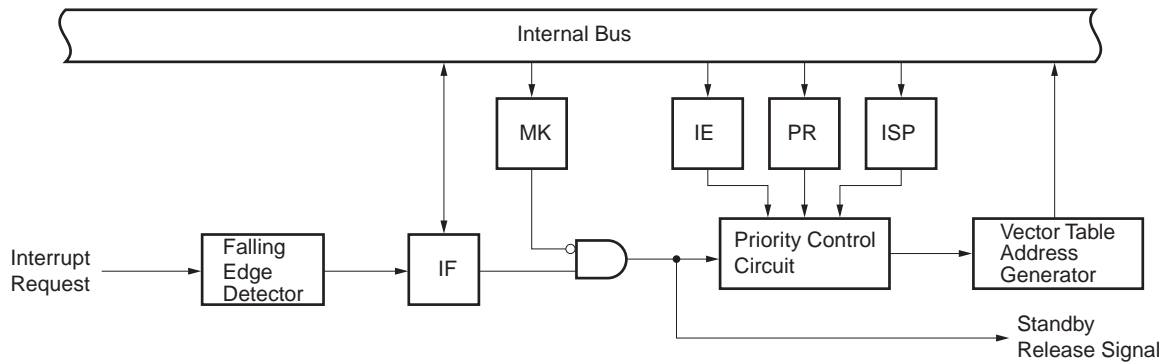 Internal Bus
MK
IE
PR
ISP
Interrupt
Request
Falling
Edge
Detector
IF
Priority Control
Circuit
Vector Table
Address
Generator
Standby
Release Signal